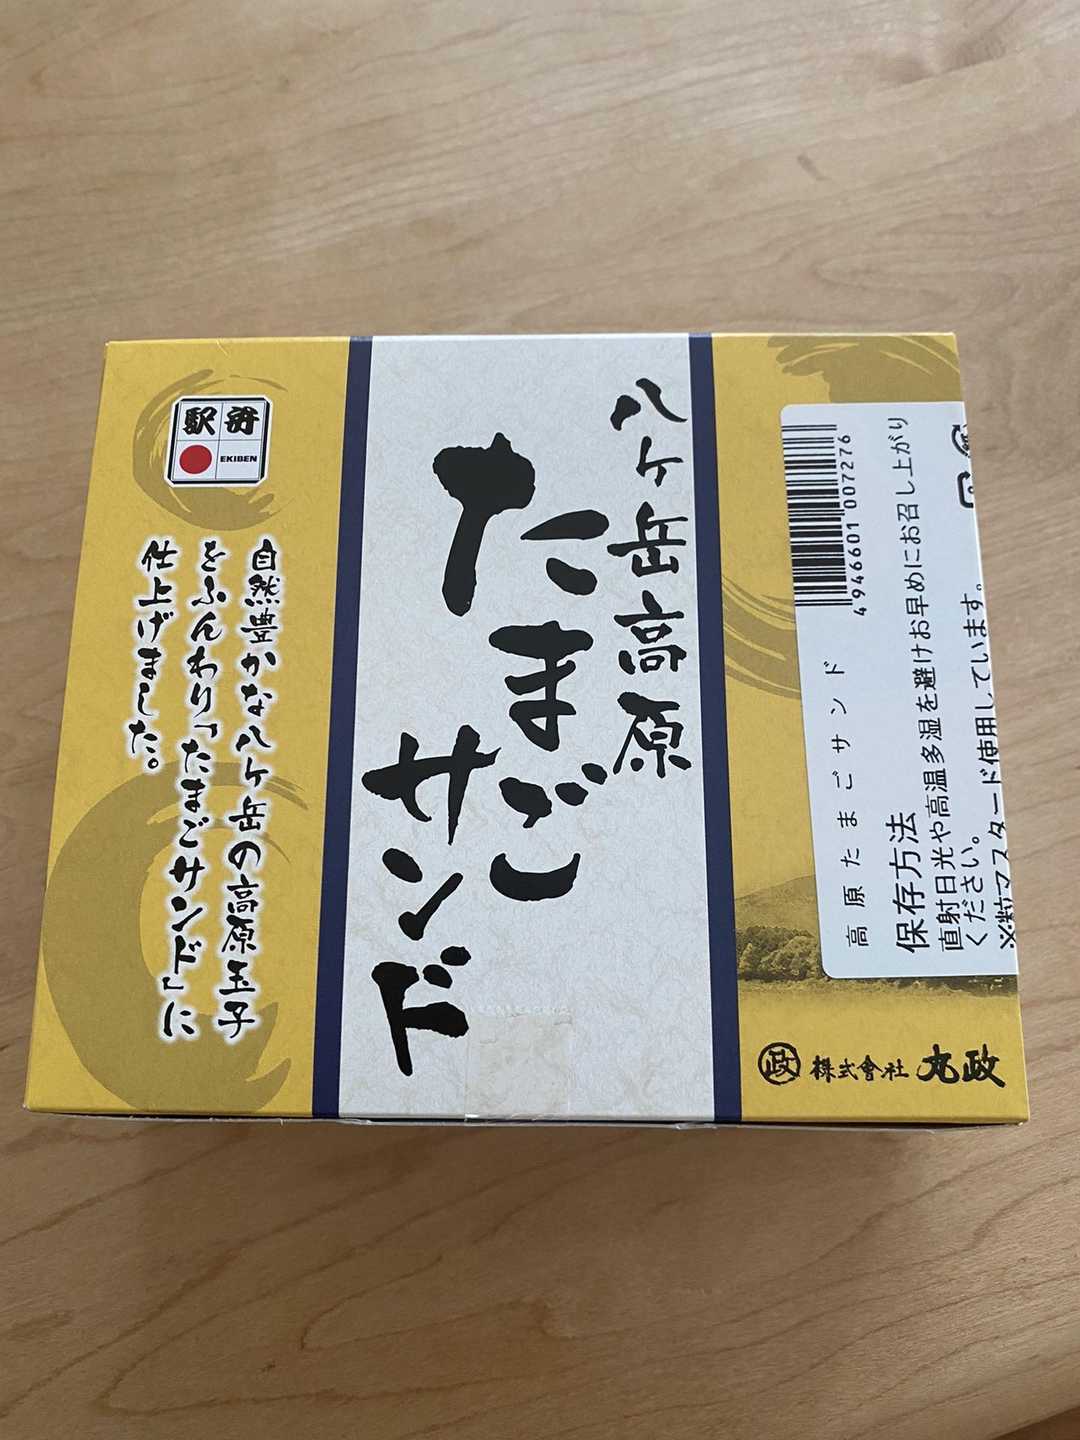 八ヶ岳高原
たまご
サンド
駅弁
EKIBEN
自然豊かな八ヶ岳の高原玉子
をふんわり「たまごサンド」に
仕上げました。
4946601007276
高原たまごサンド
保存方法
直射日光や高温多湿を避けお早めにお召し上がり
ください。
※粒マスタード使用しています。
政 株式會社 丸政